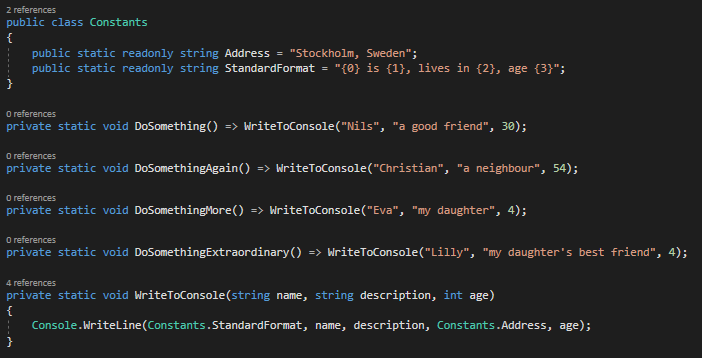 2 references
public class Constants
{
public static readonly string Address = "Stockholm, Sweden";
public static readonly string StandardFormat = "{0} is {1}, lives in {2}, age {3}";
}
0 references
private static void DoSomething() => WriteToConsole("Nils", "a good friend", 30);
0 references
private static void DoSomethingAgain() => WriteToConsole("Christian", "a neighbour", 54);
0 references
private static void DoSomethingMore() => WriteToConsole("Eva", "my daughter", 4);
0 references
private static void DoSomethingExtraordinary() => WriteToConsole("Lilly", "my daughter's best friend", 4);
4 references
private static void WriteToConsole(string name, string description, int age)
{
Console.WriteLine(Constants.StandardFormat, name, description, Constants.Address, age);
}